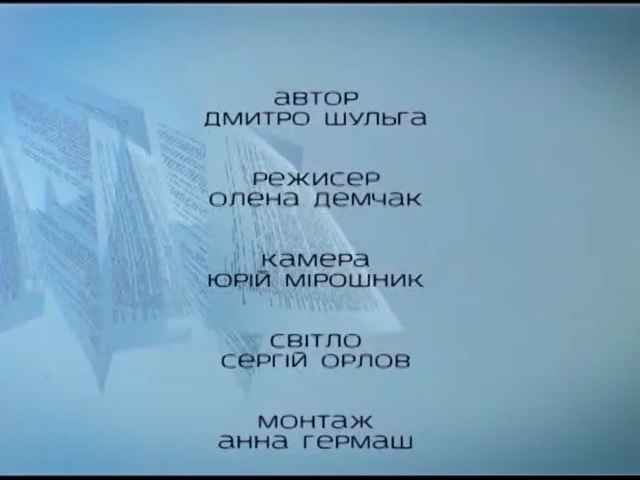 автор
дмитро шульга
режисер
олена демчак
камера
юрій мірошник
світло
сергій орлов
монтаж
анна гермаш